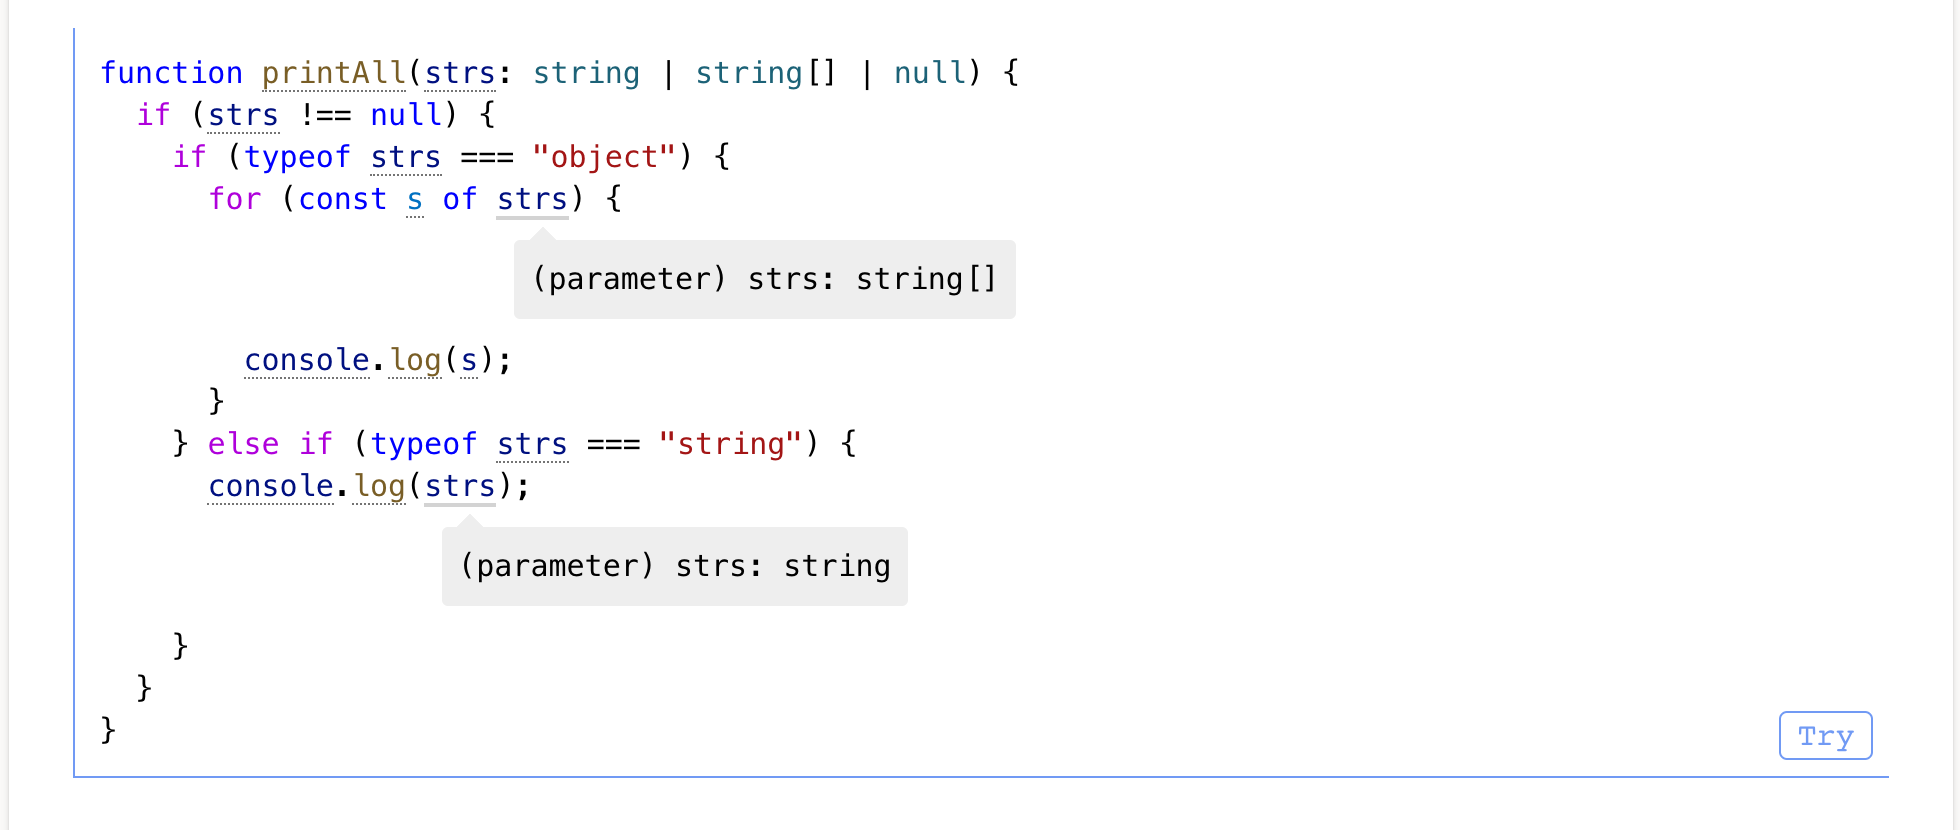 function printAll(strs: string | string[] | null) {
  if (strs !== null) {
    if (typeof strs === "object") {
      for (const s of strs) {
(parameter) strs: string[]
        console.log(s);
      }
    } else if (typeof strs === "string") {
      console.log(strs);
(parameter) strs: string
    }
  }
}
Try